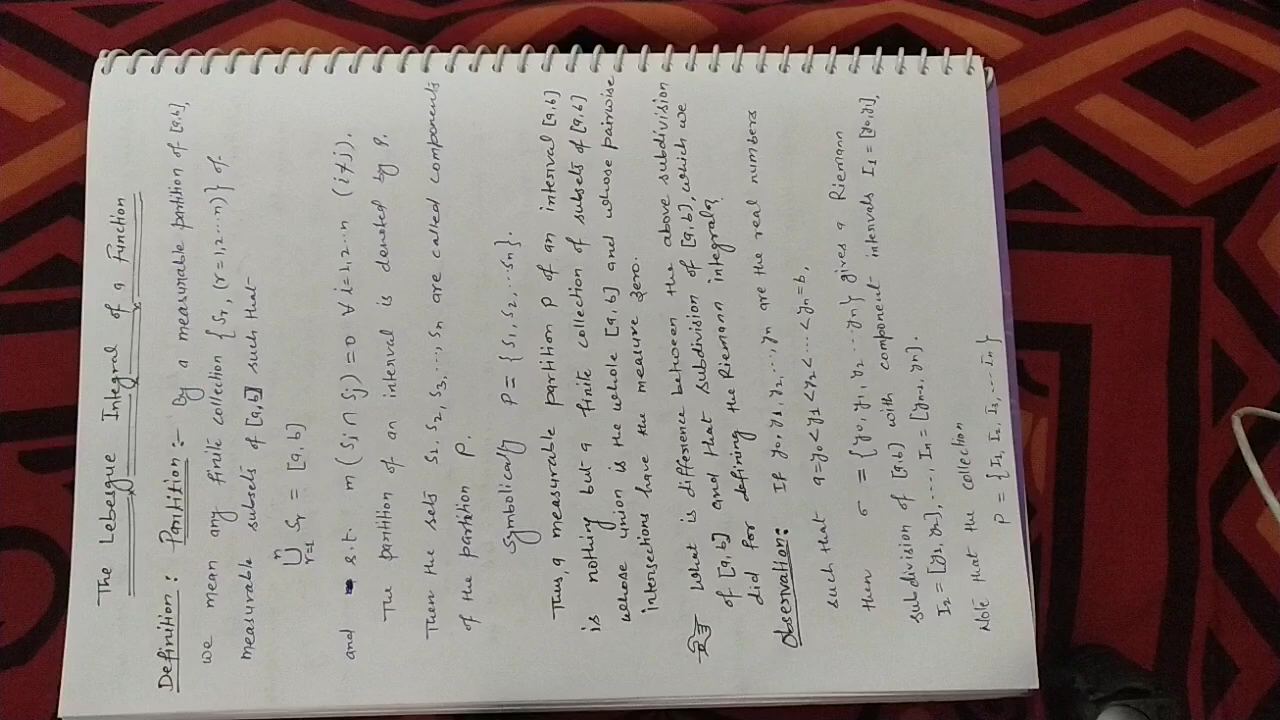 The Lebesgue Integral of a Function
Definition: Partition:- By a measurable partition of [a,b],
we mean any finite collection {Sr, (r=1,2...n)} of
measurable subsets of [a,b] such that
n
⋃ Sr = [a,b]
r=1
and s.t. m(Si ∩ Sj)=0 ∀ i=1,2...n (i≠j).
The partition of an interval is denoted by P.
Then the sets S1, S2, S3,..., Sn are called components
of the partition P.
Symbolically P = {S1, S2, ... Sn}.
Thus, a measurable partition P of an interval [a,b]
is nothing but a finite collection of subsets of [a,b]
whose union is the whole [a,b] and whose pairwise
intersections have the measure zero.
What is difference between the above subdivision
of [a,b] and that subdivision of [a,b], which we
did for defining the Riemann integral?
Observation: If y0, y1, y2, ..., yn are the real numbers
such that a=y0<y1<y2<...<yn=b,
then σ = {y0, y1, y2 ... yn} gives a Riemann
subdivision of [a,b] with component intervals I1 = [y0,y1],
I2 = [y1,y2], ..., In = [yn-1, yn].
Note that the collection
P = {I1, I2, I3, ... In}